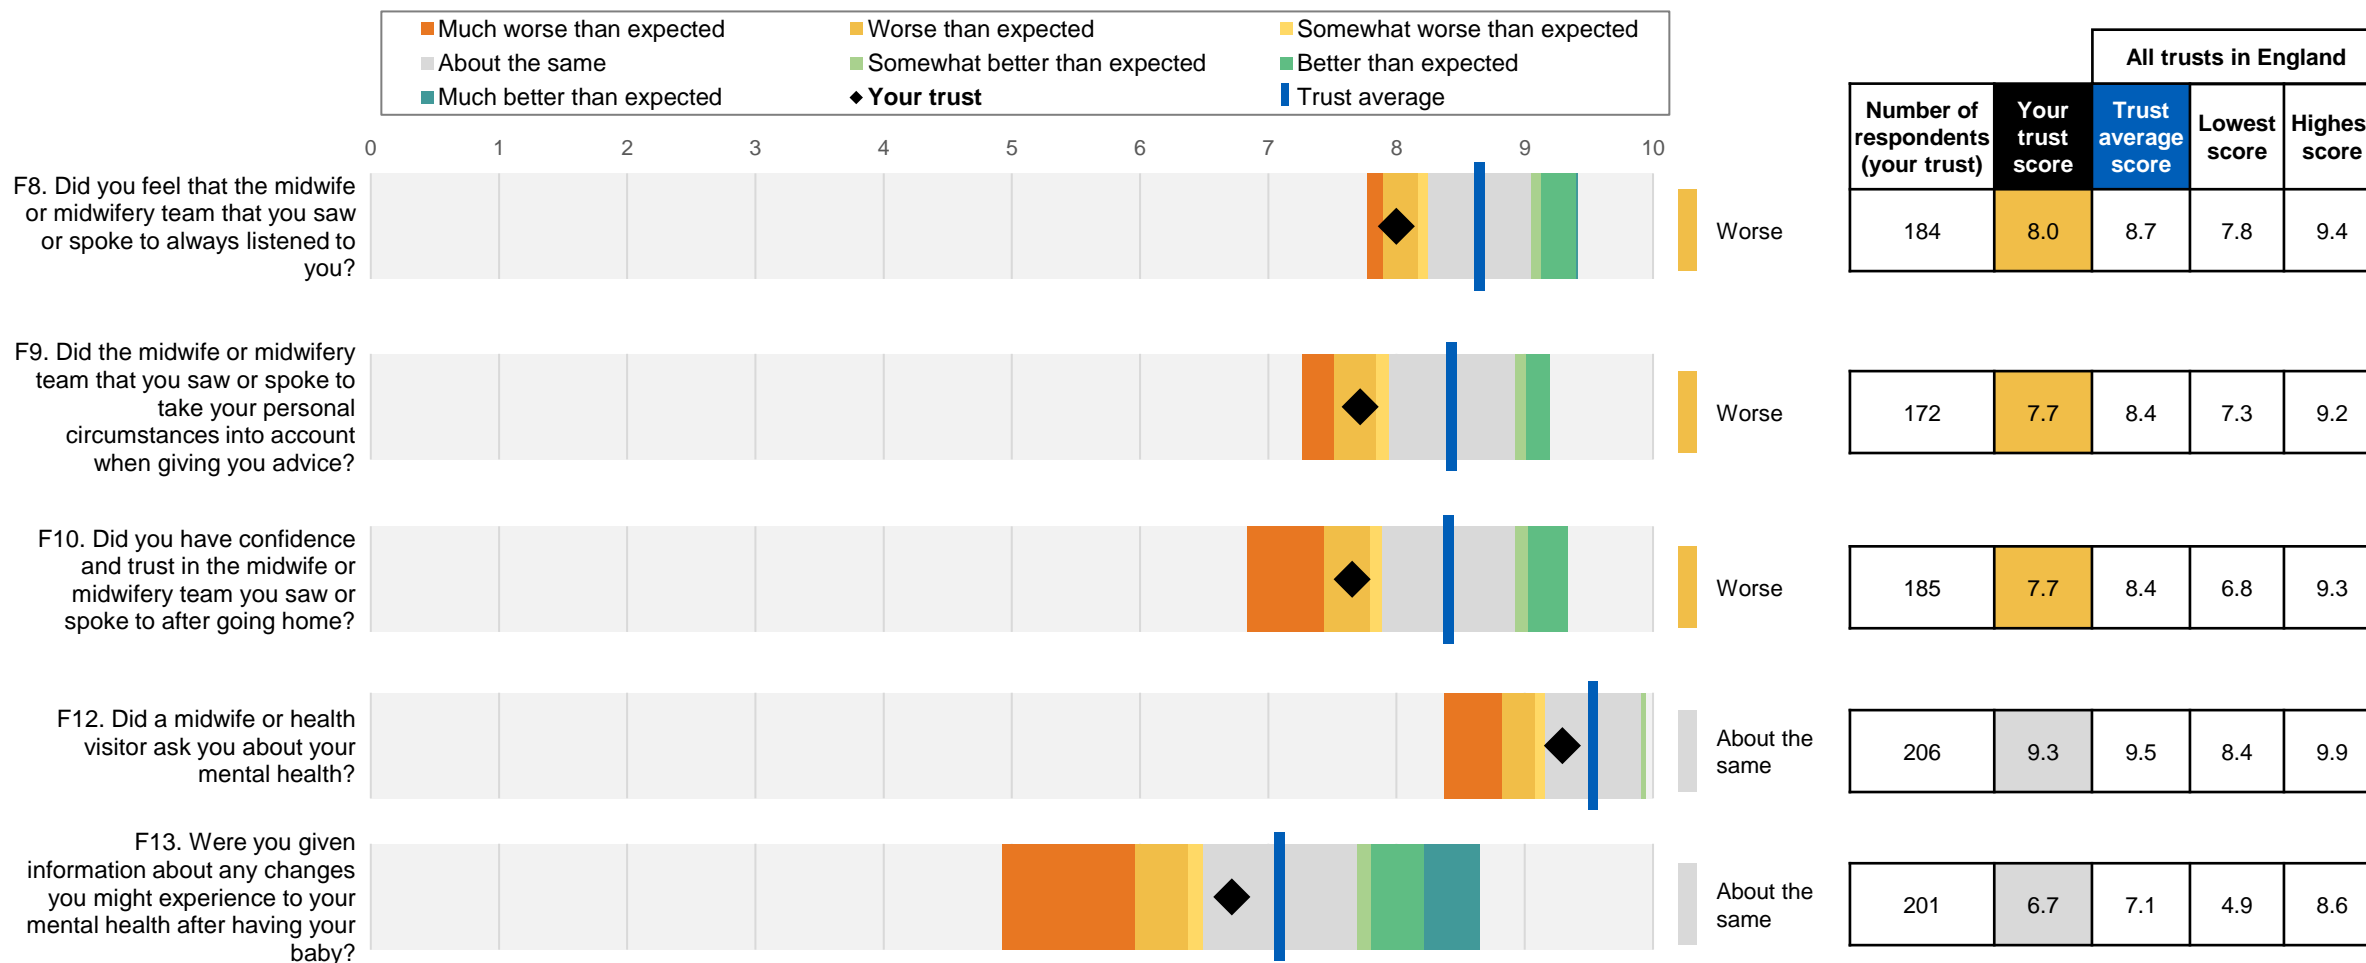 Much worse than expected
Worse than expected
Somewhat worse than expected
About the same
Somewhat better than expected
Better than expected
Much better than expected
Your trust
Trust average
All trusts in England
Number of respondents (your trust)
Your trust score
Trust average score
Lowest score
Highes score
0 1 2 3 4 5 6 7 8 9 10
F8. Did you feel that the midwife
or midwifery team that you saw
or spoke to always listened to
you?
Worse
184 8.0 8.7 7.8 9.4
F9. Did the midwife or midwifery
team that you saw or spoke to
take your personal
circumstances into account
when giving you advice?
Worse
172 7.7 8.4 7.3 9.2
F10. Did you have confidence
and trust in the midwife or
midwifery team you saw or
spoke to after going home?
Worse
185 7.7 8.4 6.8 9.3
F12. Did a midwife or health
visitor ask you about your
mental health?
About the
same
206 9.3 9.5 8.4 9.9
F13. Were you given
information about any changes
you might experience to your
mental health after having your
baby?
About the
same
201 6.7 7.1 4.9 8.6